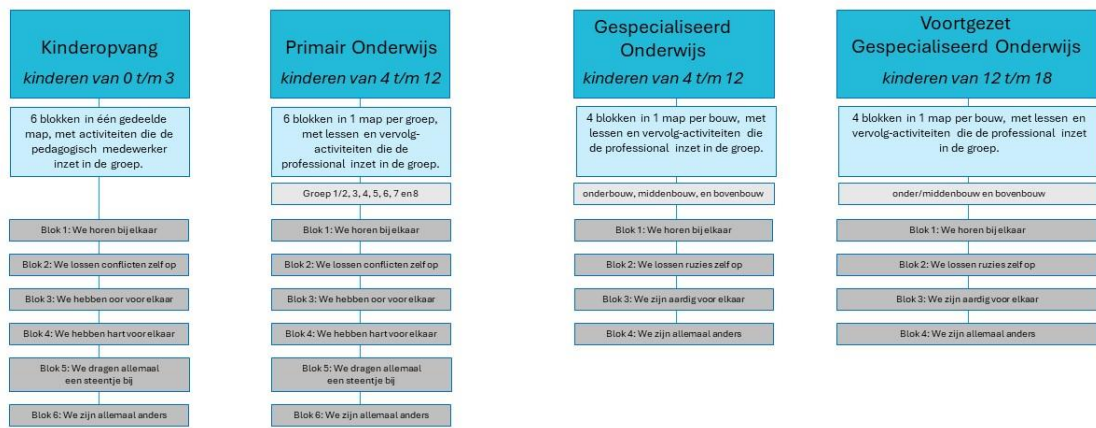 Kinderopvang
kinderen van 0 t/m 3
6 blokken in één gedeelde
map, met activiteiten die de
pedagogisch medewerker
inzet in de groep.
Blok 1: We horen bij elkaar
Blok 2: We lossen conflicten zelf op
Blok 3: We hebben oor voor elkaar
Blok 4: We hebben hart voor elkaar
Blok 5: We dragen allemaal
een steentje bij
Blok 6: We zijn allemaal anders
Primair Onderwijs
kinderen van 4 t/m 12
6 blokken in 1 map per groep,
met lessen en vervolg-
activiteiten die de
professional inzet in de groep.
Groep 1/2, 3, 4, 5, 6, 7 en 8
Blok 1: We horen bij elkaar
Blok 2: We lossen conflicten zelf op
Blok 3: We hebben oor voor elkaar
Blok 4: We hebben hart voor elkaar
Blok 5: We dragen allemaal
een steentje bij
Blok 6: We zijn allemaal anders
Gespecialiseerd
Onderwijs
kinderen van 4 t/m 12
4 blokken in 1 map per bouw, met
lessen en vervolg-activiteiten die
de professional inzet in de groep.
onderbouw, middenbouw, en bovenbouw
Blok 1: We horen bij elkaar
Blok 2: We lossen ruzies zelf op
Blok 3: We zijn aardig voor elkaar
Blok 4: We zijn allemaal anders
Voortgezet
Gespecialiseerd Onderwijs
kinderen van 12 t/m 18
4 blokken in 1 map per bouw, met lessen en
vervolg-activiteiten die de professional inzet
in de groep.
onder/middenbouw en bovenbouw
Blok 1: We horen bij elkaar
Blok 2: We lossen ruzies zelf op
Blok 3: We zijn aardig voor elkaar
Blok 4: We zijn allemaal anders